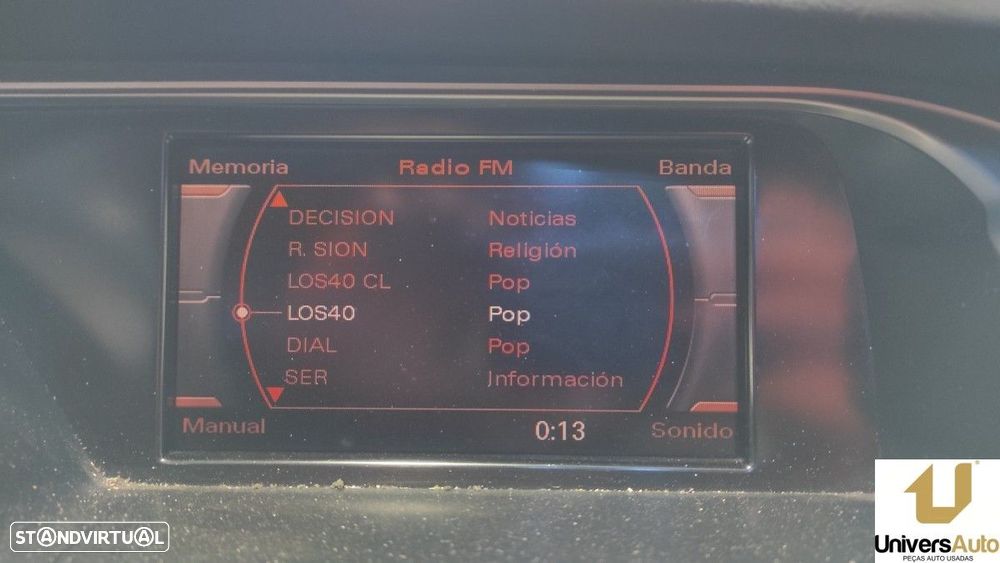 Memoria Radio FM Banda
DECISION Noticias
R. SION Religión
LOS40 CL Pop
LOS40 Pop
DIAL Pop
SER Información
Manual 0:13 Sonido
STANDVIRTUAL
UniversAuto
PEÇAS AUTO USADAS